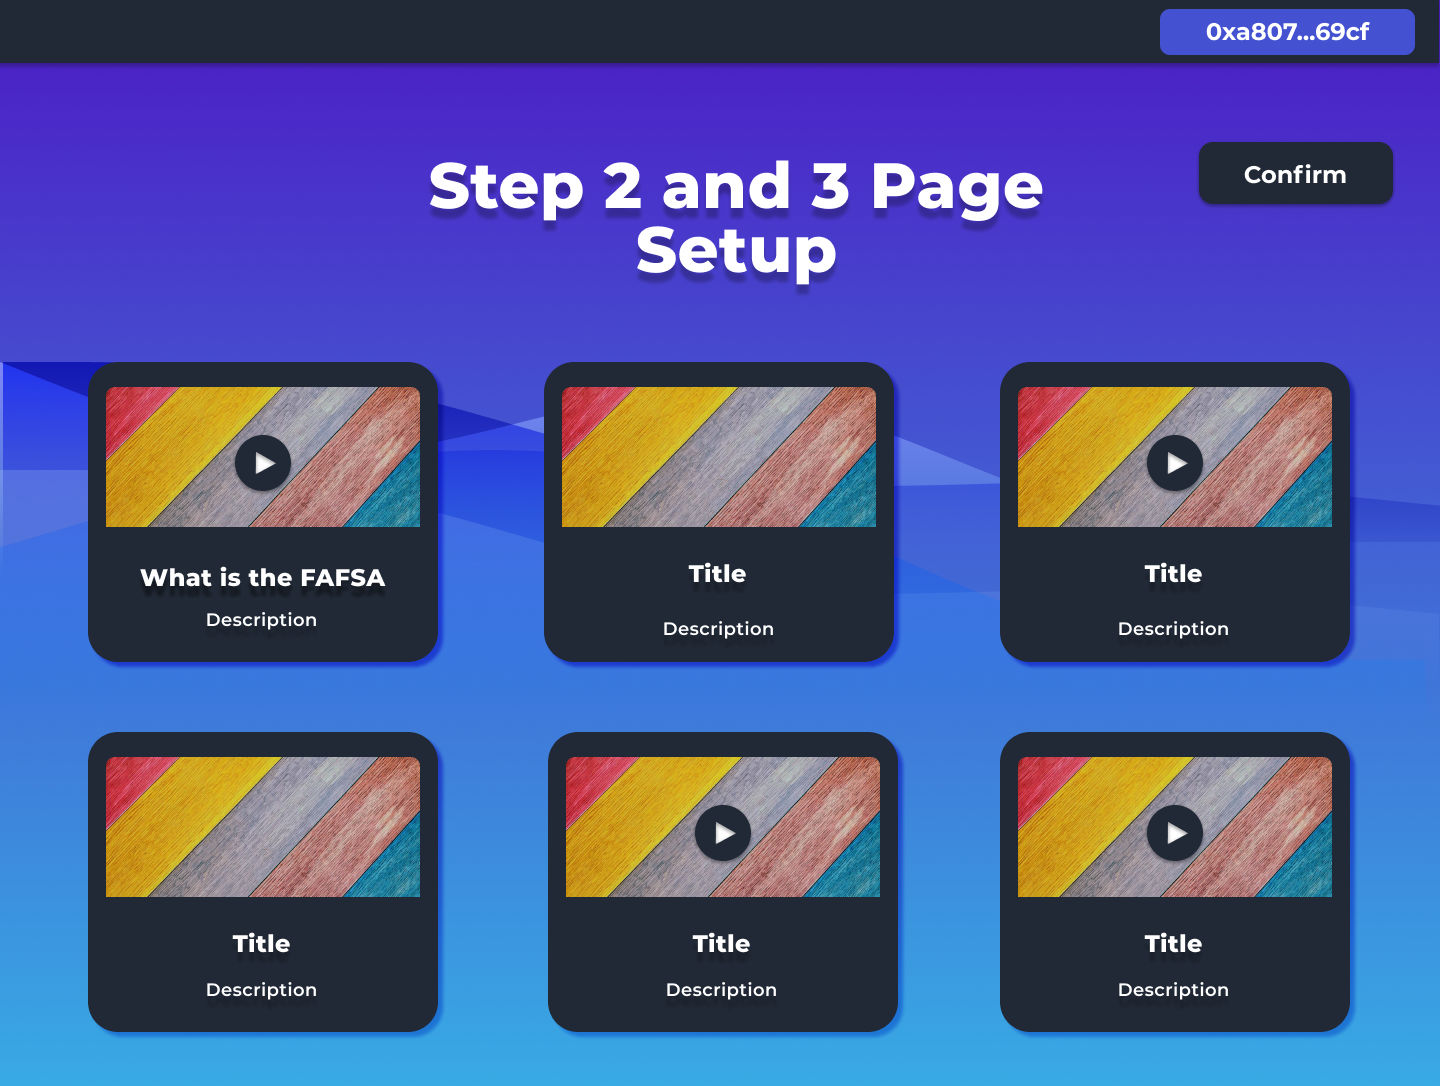 0xa807...69cf
Step 2 and 3 Page
Setup
Confirm
What is the FAFSA
Description
Title
Description
Title
Description
Title
Description
Title
Description
Title
Description